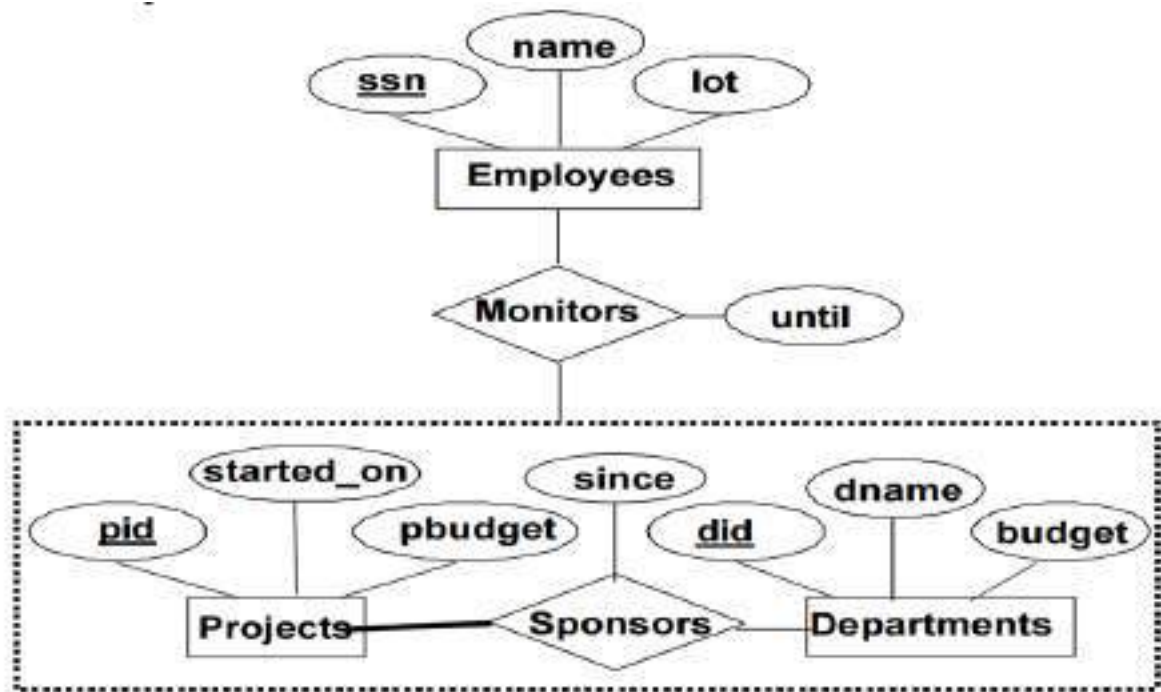 name
ssn
lot
Employees
Monitors
until
started_on
since
dname
pid
pbudget
did
budget
Projects
Sponsors
Departments